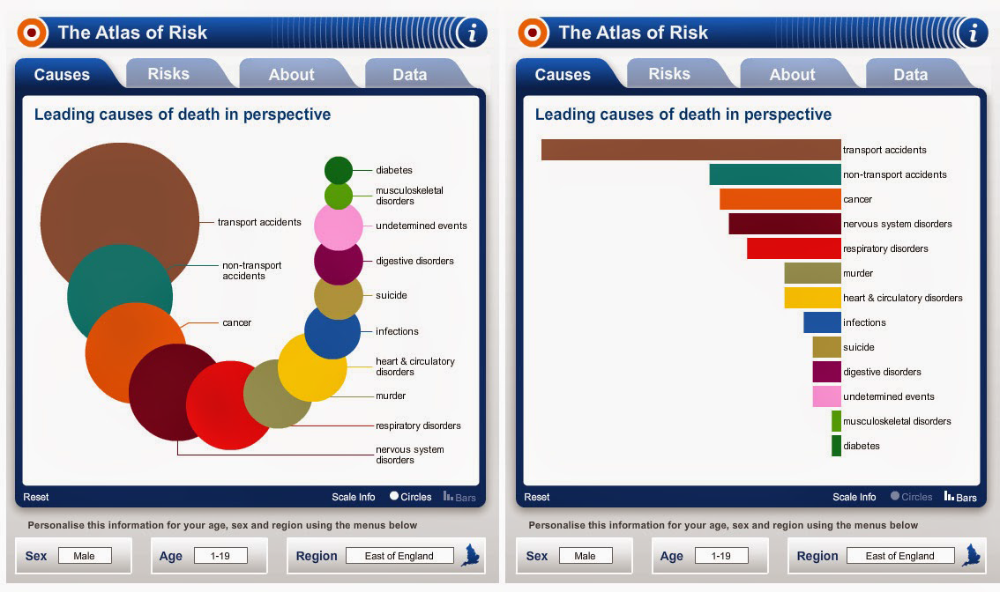 The Atlas of Risk
i
Causes
Risks
About
Data
Leading causes of death in perspective
diabetes
musculoskeletal
disorders
transport accidents
undetermined events
digestive disorders
non-transport
accidents
suicide
cancer
infections
heart & circulatory
disorders
murder
respiratory disorders
nervous system
disorders
Reset
Scale Info
Circles
Bars
Personalise this information for your age, sex and region using the menus below
Sex
Male
Age
1-19
Region
East of England
The Atlas of Risk
i
Causes
Risks
About
Data
Leading causes of death in perspective
transport accidents
non-transport accidents
cancer
nervous system disorders
respiratory disorders
murder
heart & circulatory disorders
infections
suicide
digestive disorders
undetermined events
musculoskeletal disorders
diabetes
Reset
Scale Info
Circles
Bars
Personalise this information for your age, sex and region using the menus below
Sex
Male
Age
1-19
Region
East of England